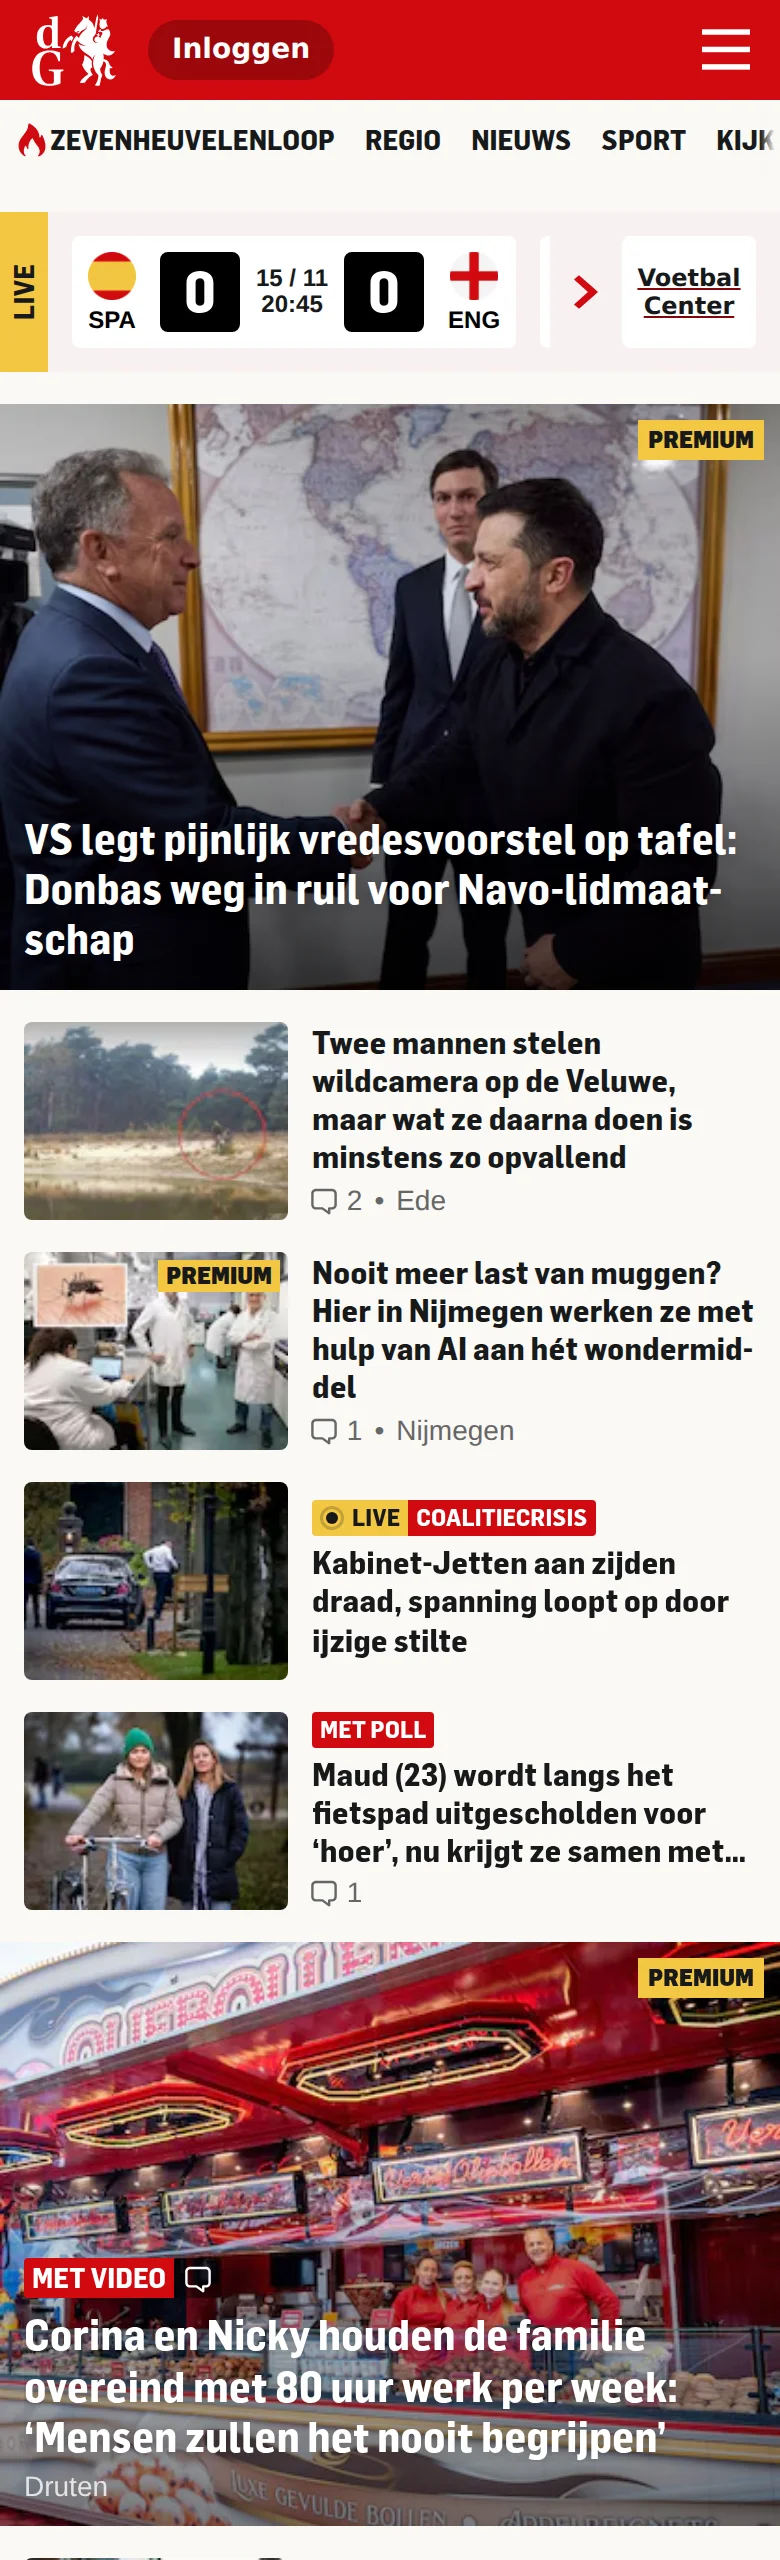 dG
Inloggen
ZEVENHEUVELENLOOP REGIO NIEUWS SPORT KIJK
LIVE
SPA 0 15 / 11 20:45 0 ENG
Voetbal
Center
PREMIUM
VS legt pijnlijk vredesvoorstel op tafel:
Donbas weg in ruil voor Navo-lidmaat-
schap
Twee mannen stelen
wildcamera op de Veluwe,
maar wat ze daarna doen is
minstens zo opvallend
2 • Ede
PREMIUM
Nooit meer last van muggen?
Hier in Nijmegen werken ze met
hulp van AI aan hét wondermid-
del
1 • Nijmegen
LIVE COALITIECRISIS
Kabinet-Jetten aan zijden
draad, spanning loopt op door
ijzige stilte
MET POLL
Maud (23) wordt langs het
fietspad uitgescholden voor
‘hoer’, nu krijgt ze samen met...
1
PREMIUM
MET VIDEO
Corina en Nicky houden de familie
overeind met 80 uur werk per week:
‘Mensen zullen het nooit begrijpen’
Druten
LUXE GEVULDE BOLLEN